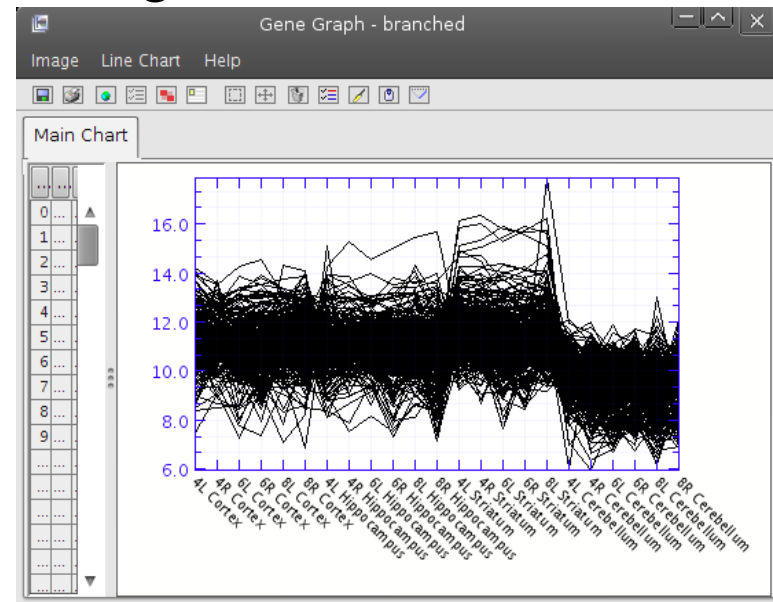 Gene Graph - branched
Image Line Chart Help
Main Chart
... ...
0 ...
1 ...
2 ...
3 ...
4 ...
5 ...
6 ...
7 ...
8 ...
9 ...
... ...
... ...
... ...
... ...
... ...
16.0
14.0
12.0
10.0
8.0
6.0
4L Cortex
4R Cortex
6L Cortex
6R Cortex
8L Cortex
8R Cortex
4L Hippocampus
4R Hippocampus
6L Hippocampus
6R Hippocampus
8L Hippocampus
8R Hippocampus
4L Striatum
4R Striatum
6L Striatum
6R Striatum
8L Striatum
4L Cerebellum
4R Cerebellum
6L Cerebellum
6R Cerebellum
8L Cerebellum
8R Cerebellum